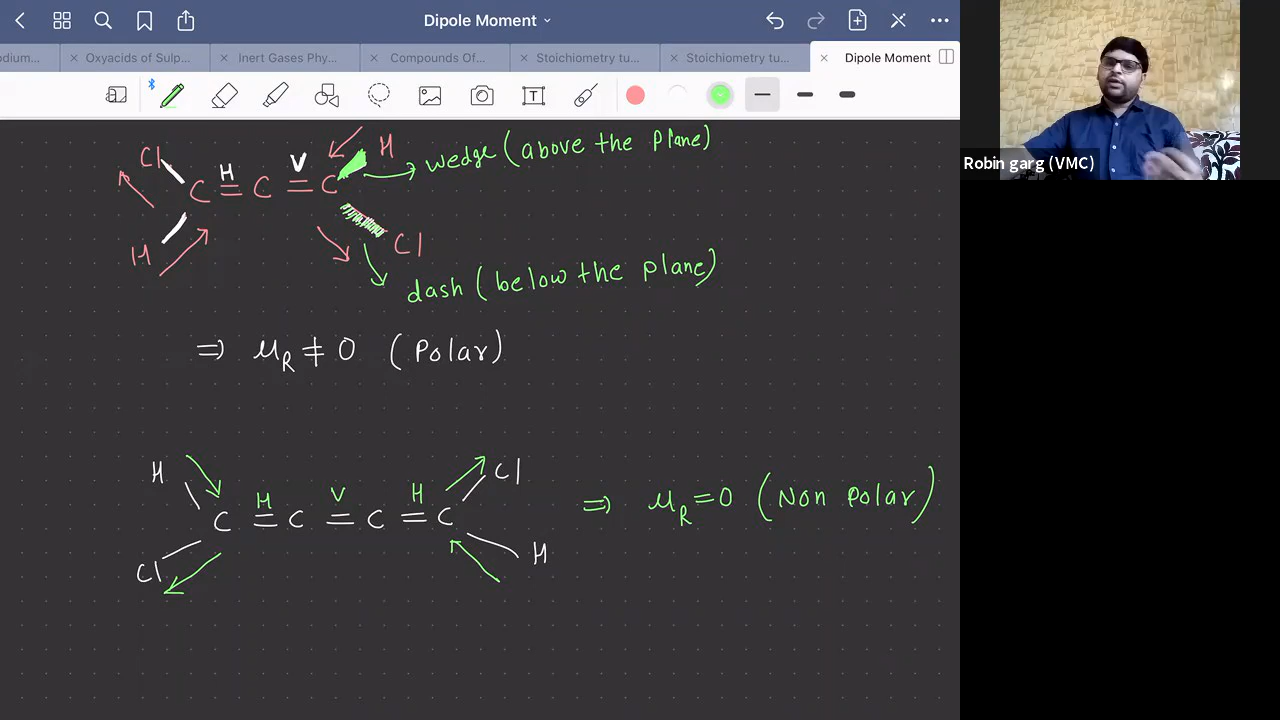 Dipole Moment
odium...
Oxyacids of Sulp...
Inert Gases Phy...
Compounds Of...
Stoichiometry tu...
Stoichiometry tu...
Dipole Moment
T
Robin garg (VMC)
Cl H
C H = C V = C → wedge (above the plane)
H Cl
dash (below the plane)
⇒ μR ≠ 0 (Polar)
H Cl
C H = C V = C H = C ⇒ μR = 0 (Non Polar)
Cl H